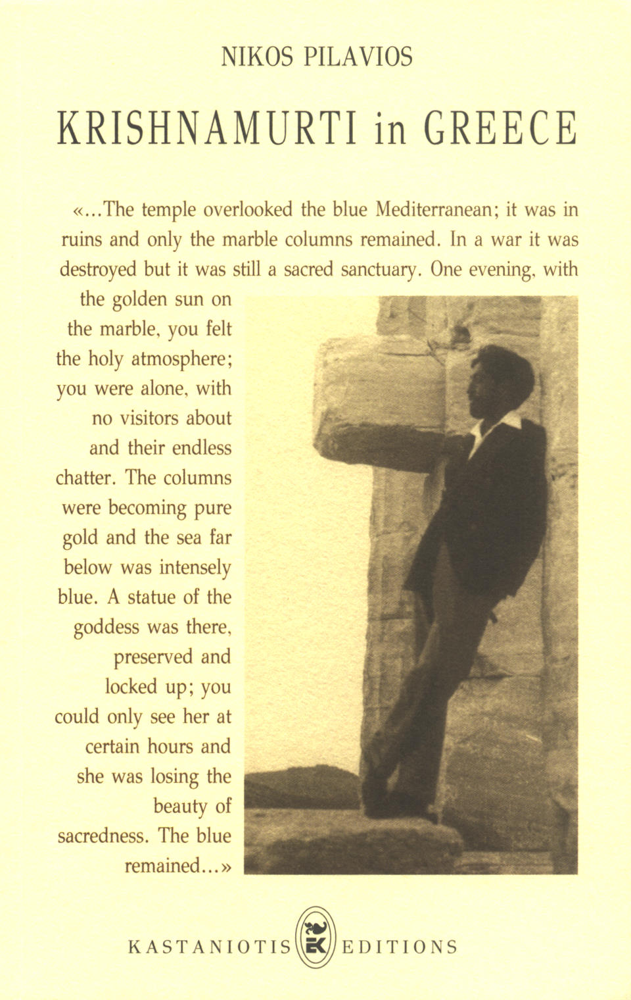 NIKOS PILAVIOS
KRISHNAMURTI in GREECE
«...The temple overlooked the blue Mediterranean; it was in
ruins and only the marble columns remained. In a war it was
destroyed but it was still a sacred sanctuary. One evening, with
the golden sun on
the marble, you felt
the holy atmosphere;
you were alone, with
no visitors about
and their endless
chatter. The columns
were becoming pure
gold and the sea far
below was intensely
blue. A statue of the
goddess was there,
preserved and
locked up; you
could only see her at
certain hours and
she was losing the
beauty of
sacredness. The blue
remained...»
KASTANIOTIS EK EDITIONS